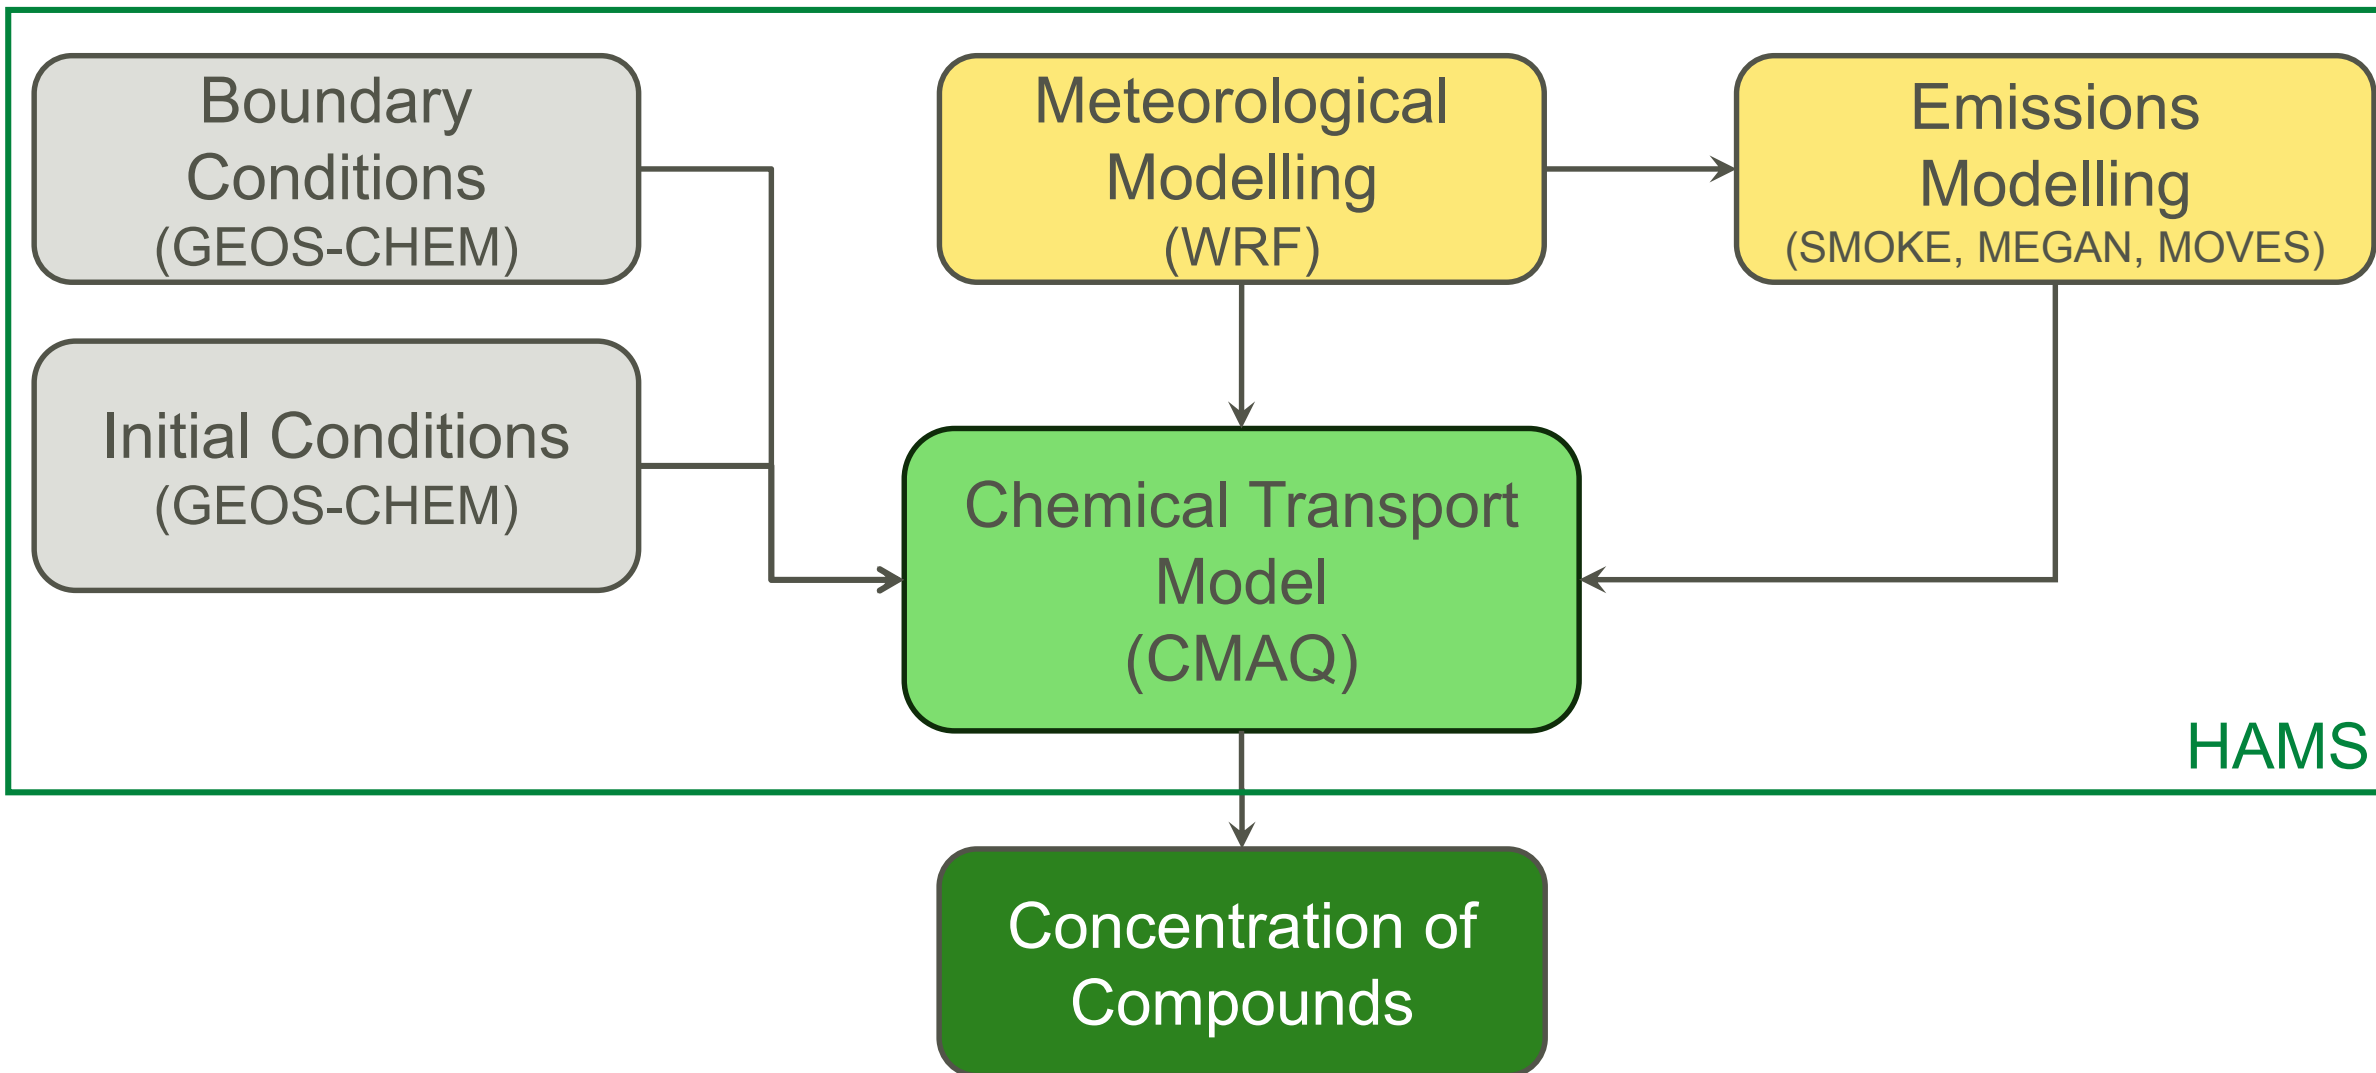 Boundary
Conditions
(GEOS-CHEM)
Meteorological
Modelling
(WRF)
Emissions
Modelling
(SMOKE, MEGAN, MOVES)
Initial Conditions
(GEOS-CHEM)
Chemical Transport
Model
(CMAQ)
HAMS
Concentration of
Compounds